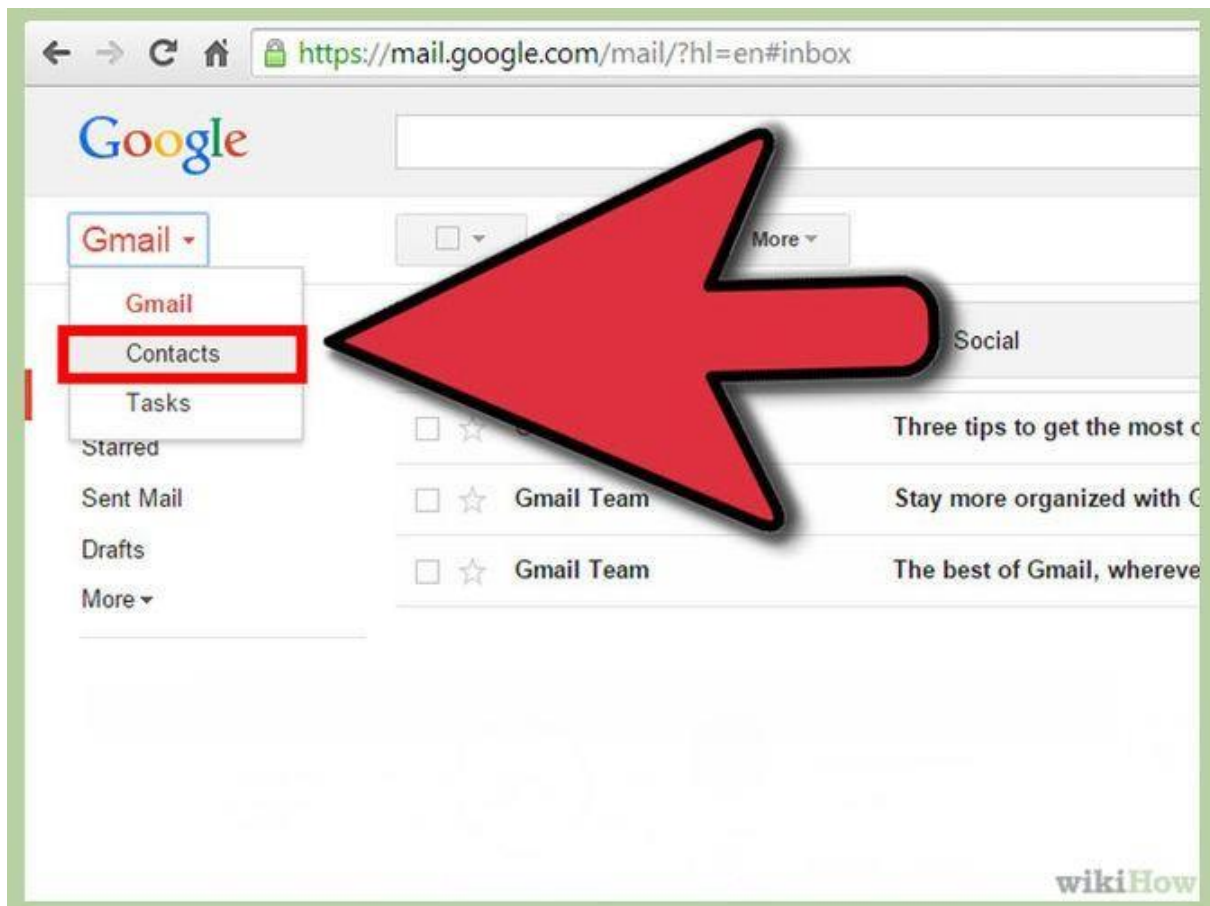 https://mail.google.com/mail/?hl=en#inbox
Google
Gmail
More
Gmail
Contacts
Tasks
Social
Starred
Three tips to get the most
Sent Mail
Gmail Team
Stay more organized with
Drafts
Gmail Team
The best of Gmail,
More
wikiHow